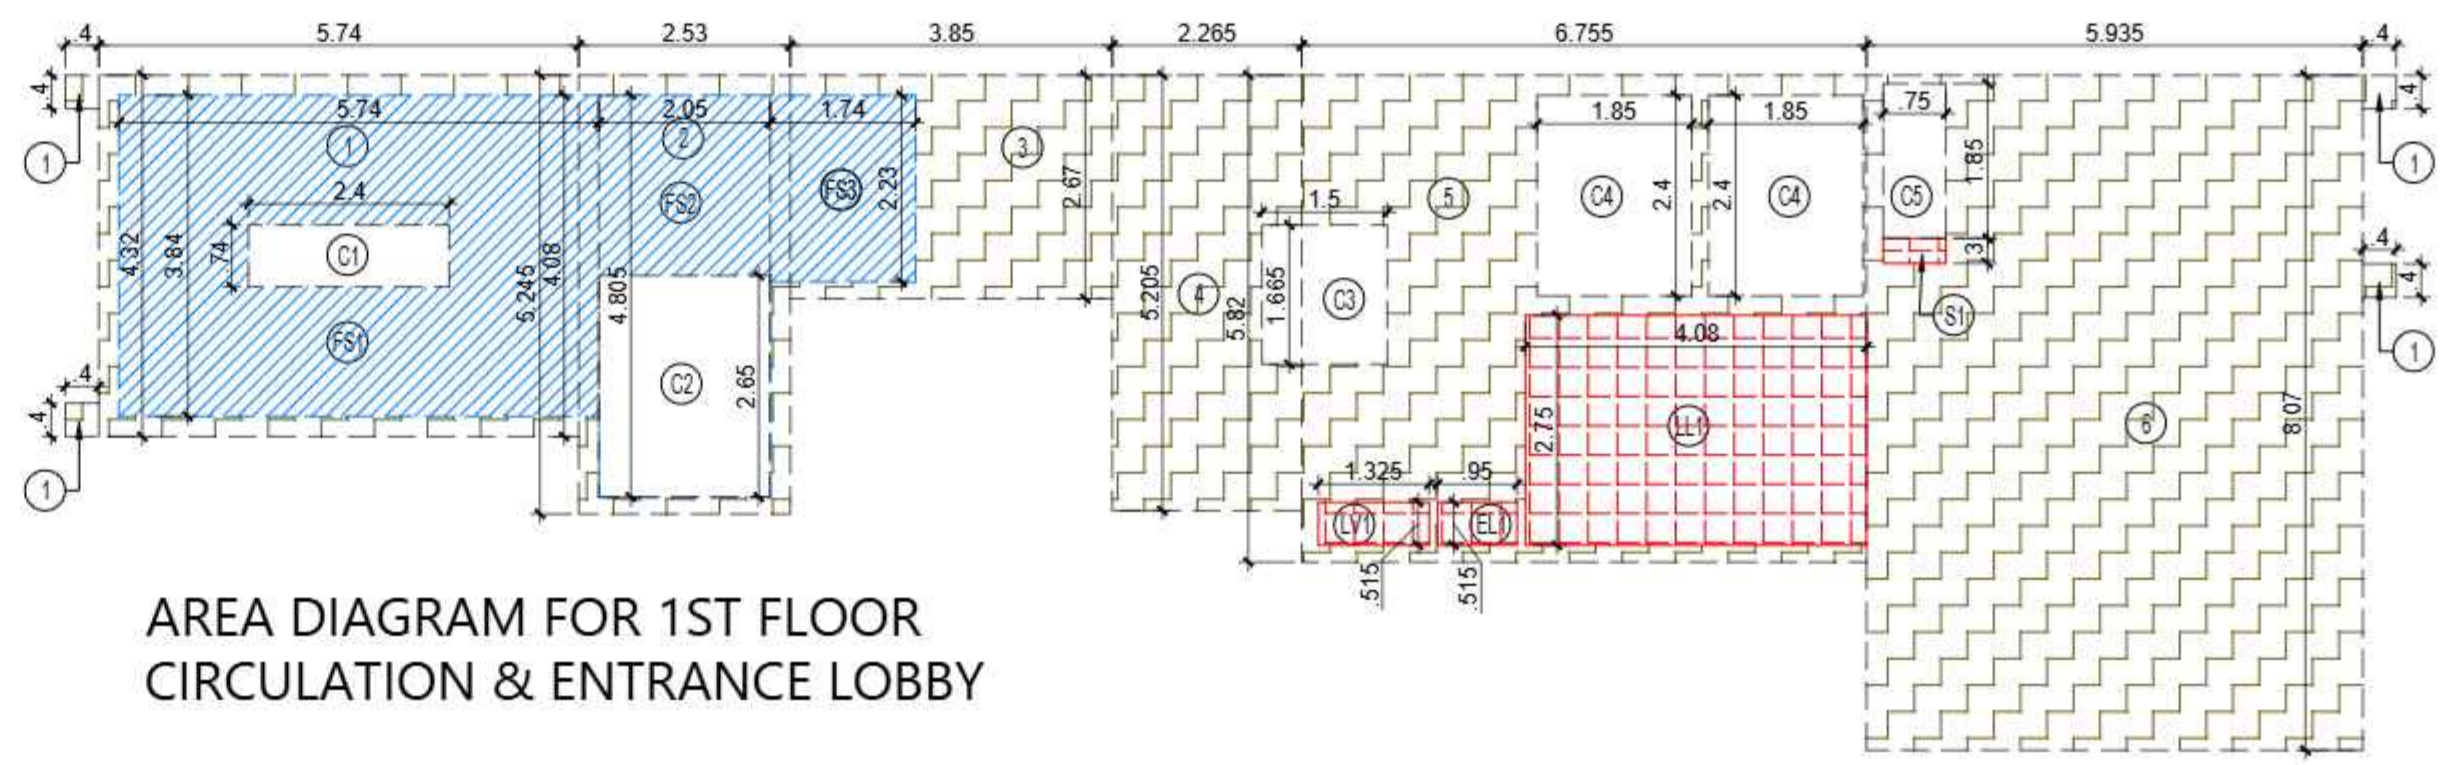 .4 5.74 2.53 3.85 2.265 6.755 5.935 .4
.4 5.74 2.05 1.74 1.85 1.85 .75 .4
1 1 2 3 1
2.4 FS2 FS3 2.23 2.67 1.5 5 C4 2.4 2.4 C4 C5 1.85
4.32 3.84 .74 C1 5.245 4.08 4.805 5.205 4 5.82 1.665 C3 .3 S1 .4 .4
FS1 4.08 1
.4 C2 2.65
.4 1 2.75 LL1 6 8.07
1.325 .95
LV1 EL1
.515 .515
AREA DIAGRAM FOR 1ST FLOOR
CIRCULATION & ENTRANCE LOBBY